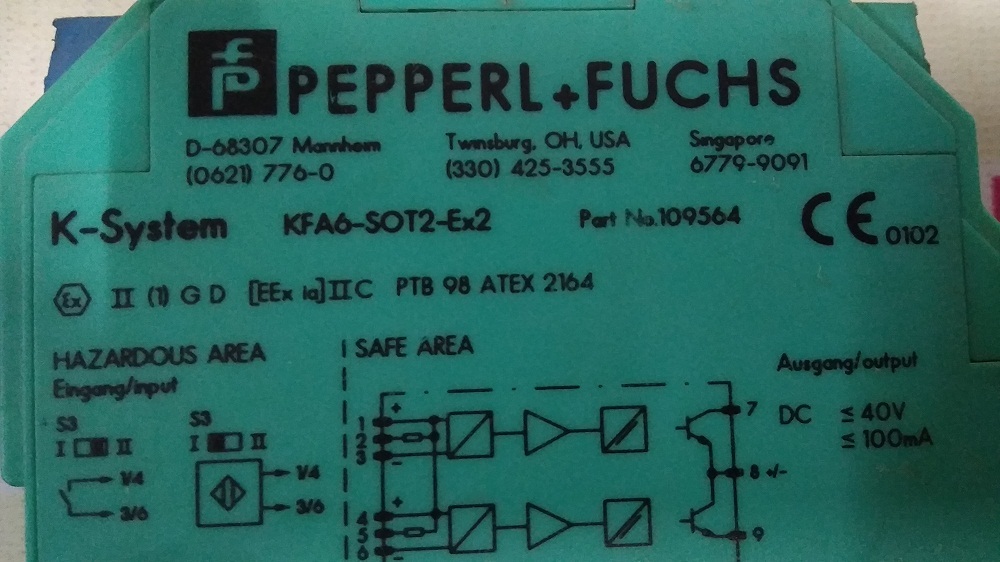 PEPPERL+FUCHS
D-68307 Mannheim Twinsburg, OH, USA Singapore
(0621) 776-0 (330) 425-3555 6779-9091
K-System KFA6-SOT2-Ex2 Part No.109564 CE 0102
Ex II (1) G D [EEx ia] IIC PTB 98 ATEX 2164
HAZARDOUS AREA SAFE AREA
Eingang/input Ausgang/output
S3 S3
I II I II
1/4 1/4
3/6 3/6
1 +
2
3 -
4 +
5
6 -
7 DC ≤ 40V
≤ 100mA
8 +/-
9